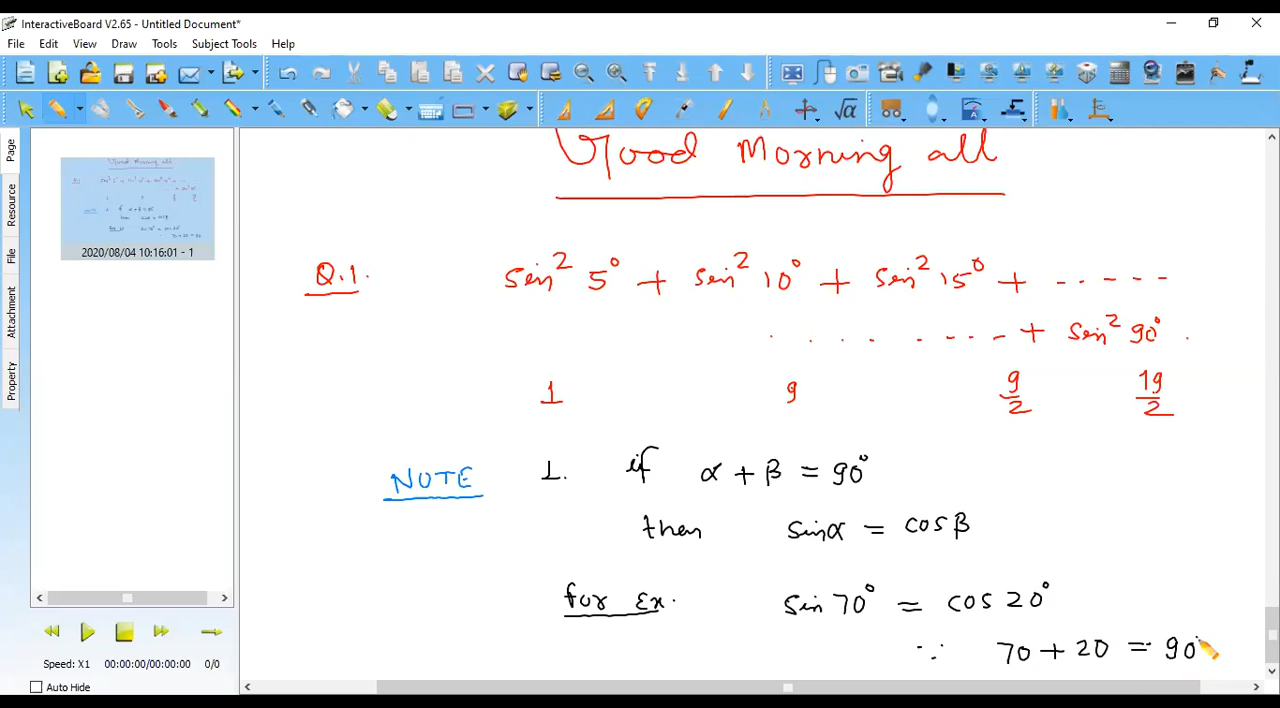 InteractiveBoard V2.65 - Untitled Document*
File Edit View Draw Tools Subject Tools Help
Page
Resource
File
Attachment
Property
2020/08/04 10:16:01 - 1
Speed: X1 00:00:00/00:00:00 0/0
Auto Hide
Good Morning all
Q.1. sin² 5° + sin² 10° + sin² 15° + ......
......... + sin² 90° .
1 9 9/2 19/2
NOTE 1. if α + β = 90°
then sinα = cosβ
for Ex. sin 70° = cos 20°
∵ 70 + 20 = 90°